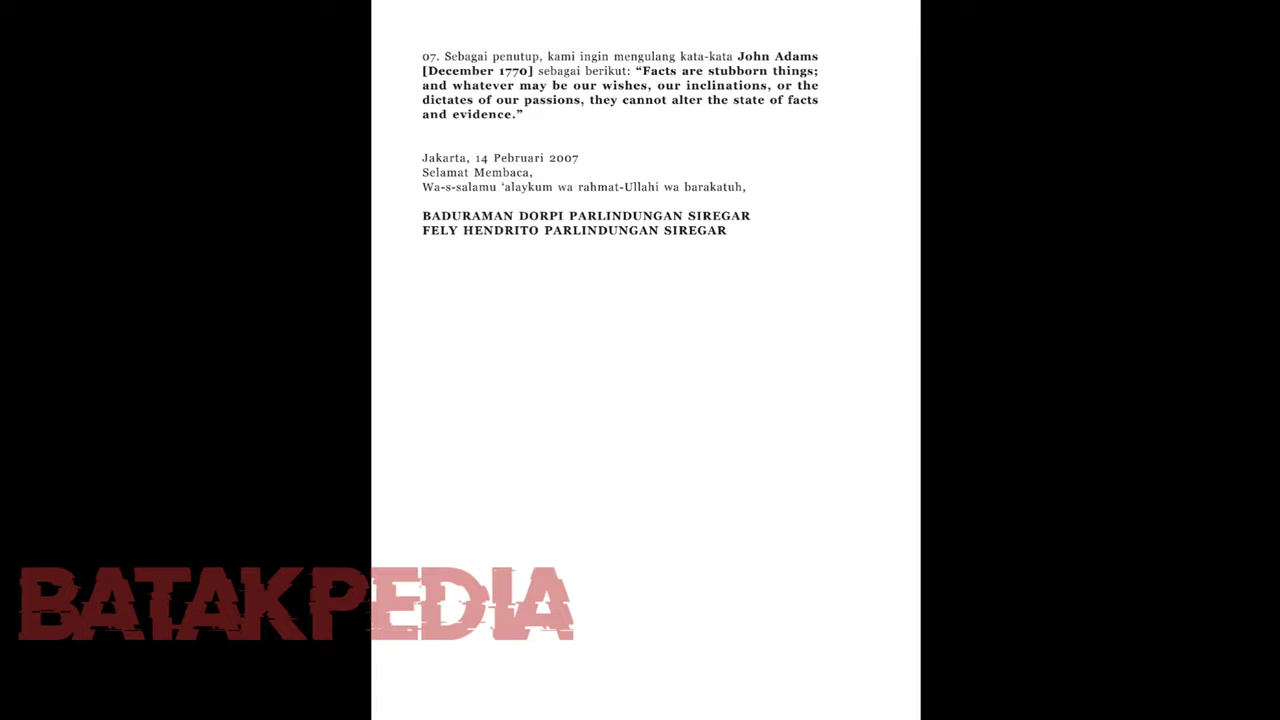 07. Sebagai penutup, kami ingin mengulang kata-kata John Adams
[December 1770] sebagai berikut: “Facts are stubborn things;
and whatever may be our wishes, our inclinations, or the
dictates of our passions, they cannot alter the state of facts
and evidence.”
Jakarta, 14 Pebruari 2007
Selamat Membaca,
Wa-s-salamu ‘alaykum wa rahmat-Ullahi wa barakatuh,
BADURAMAN DORPI PARLINDUNGAN SIREGAR
FELY HENDRITO PARLINDUNGAN SIREGAR
BATAKPEDIA